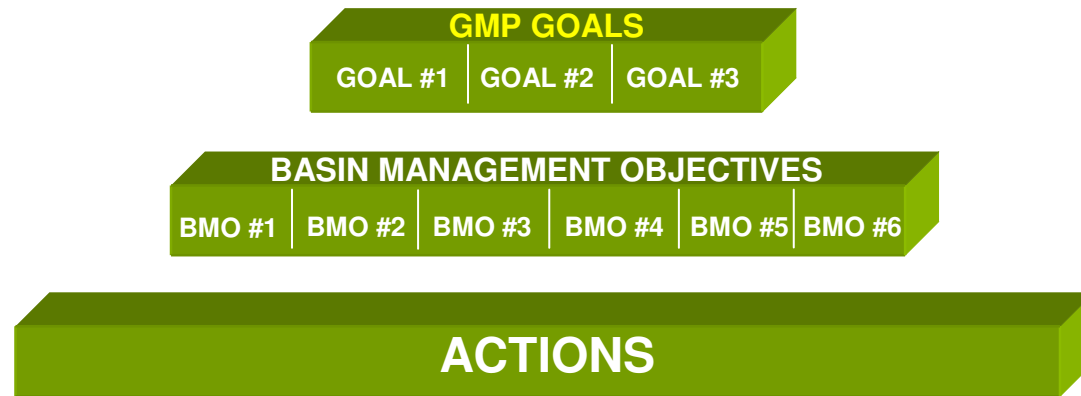 GMP GOALS
GOAL #1 GOAL #2 GOAL #3
BASIN MANAGEMENT OBJECTIVES
BMO #1 BMO #2 BMO #3 BMO #4 BMO #5 BMO #6
ACTIONS